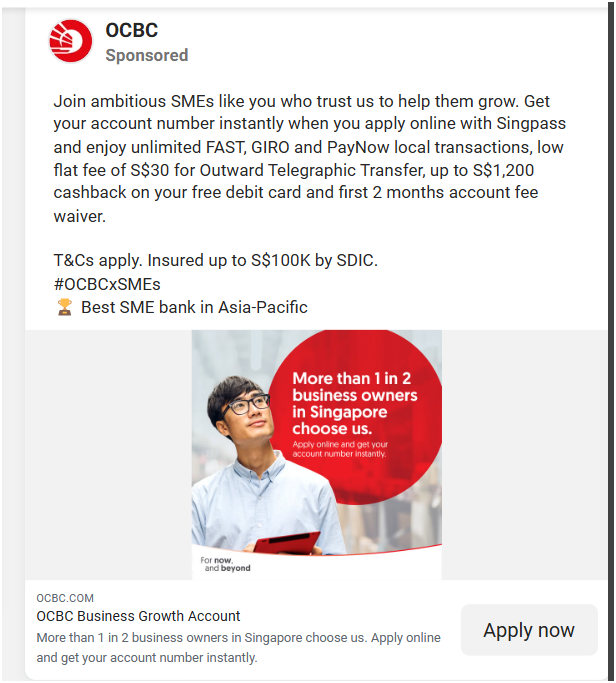 OCBC
Sponsored
Join ambitious SMEs like you who trust us to help them grow. Get
your account number instantly when you apply online with Singpass
and enjoy unlimited FAST, GIRO and PayNow local transactions, low
flat fee of S$30 for Outward Telegraphic Transfer, up to S$1,200
cashback on your free debit card and first 2 months account fee
waiver.
T&Cs apply. Insured up to S$100K by SDIC.
#OCBCxSMEs
🏆 Best SME bank in Asia-Pacific
More than 1 in 2
business owners
in Singapore
choose us.
Apply online and get your
account number instantly.
For now,
and beyond
OCBC.COM
OCBC Business Growth Account
More than 1 in 2 business owners in Singapore choose us. Apply online
and get your account number instantly.
Apply now